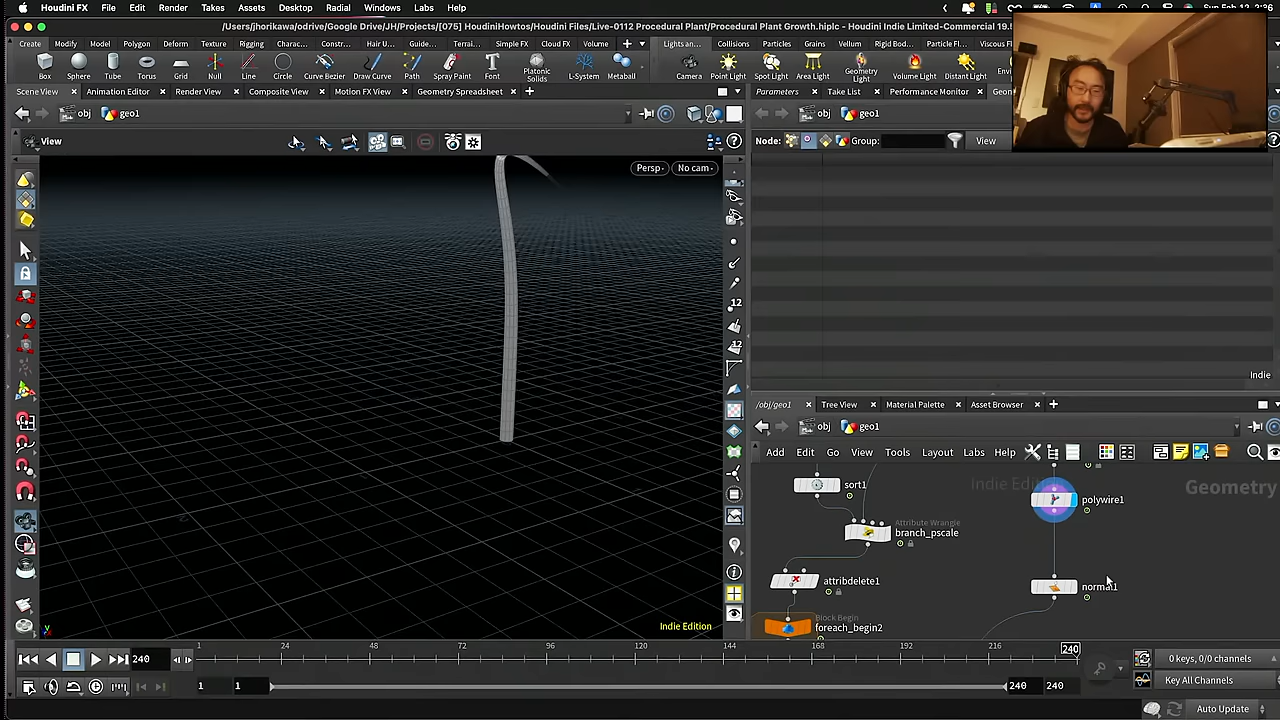 Houdini FX File Edit Render Takes Assets Desktop Radial Windows Labs Help
/Users/jhorikawa/odrive/Google Drive/JH/Projects/[075] HoudiniHowtos/Houdini Files/Live-0112 Procedural Plant/Procedural Plant Growth.hiplc - Houdini Indie Limited-Commercial 19.5
Create Modify Model Polygon Deform Texture Rigging Charac... Constr... Hair U... Guide... Terrai... Simple FX Cloud FX Volume Lights an... Collisions Particles Grains Vellum Rigid Bod... Particle Fl... Viscous
Box Sphere Tube Torus Grid Null Line Circle Curve Bezier Draw Curve Path Spray Paint Font Platonic Solids L-System Metaball Camera Point Light Spot Light Area Light Geometry Light Volume Light Distant Light
Scene View Animation Editor Render View Composite View Motion FX View Geometry Spreadsheet Parameters Take List Performance Monitor
obj geo1 obj geo1
View Node: Group: View
Persp No cam
12
12
Indie
/obj/geo1 Tree View Material Palette Asset Browser
obj geo1
Add Edit Go View Tools Layout Labs Help
Geometry
sort1
polywire1
Attribute Wrangle
branch_pscale
attribdelete1
normal1
Block Begin
foreach_begin2
Indie Edition
240 1 24 48 72 96 120 144 168 192 216 240
0 keys, 0/0 channels
1 1 240 240
Key All Channels
Auto Update